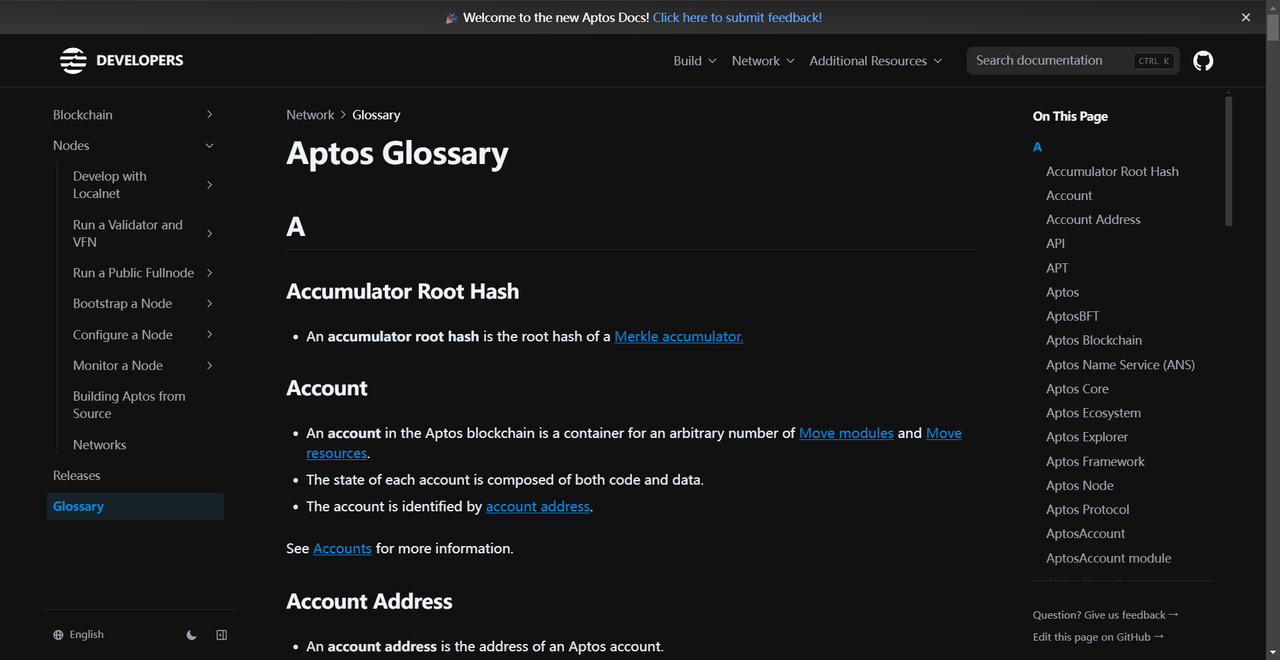 🎉 Welcome to the new Aptos Docs! Click here to submit feedback!
DEVELOPERS
Build
Network
Additional Resources
Search documentation
CTRL K
Blockchain
Nodes
Develop with
Localnet
Run a Validator and
VFN
Run a Public Fullnode
Bootstrap a Node
Configure a Node
Monitor a Node
Building Aptos from
Source
Networks
Releases
Glossary
English
Network > Glossary
Aptos Glossary
A
Accumulator Root Hash
• An accumulator root hash is the root hash of a Merkle accumulator.
Account
• An account in the Aptos blockchain is a container for an arbitrary number of Move modules and Move
resources.
• The state of each account is composed of both code and data.
• The account is identified by account address.
See Accounts for more information.
Account Address
• An account address is the address of an Aptos account.
On This Page
A
Accumulator Root Hash
Account
Account Address
API
APT
Aptos
AptosBFT
Aptos Blockchain
Aptos Name Service (ANS)
Aptos Core
Aptos Ecosystem
Aptos Explorer
Aptos Framework
Aptos Node
Aptos Protocol
AptosAccount
AptosAccount module
Question? Give us feedback →
Edit this page on GitHub →